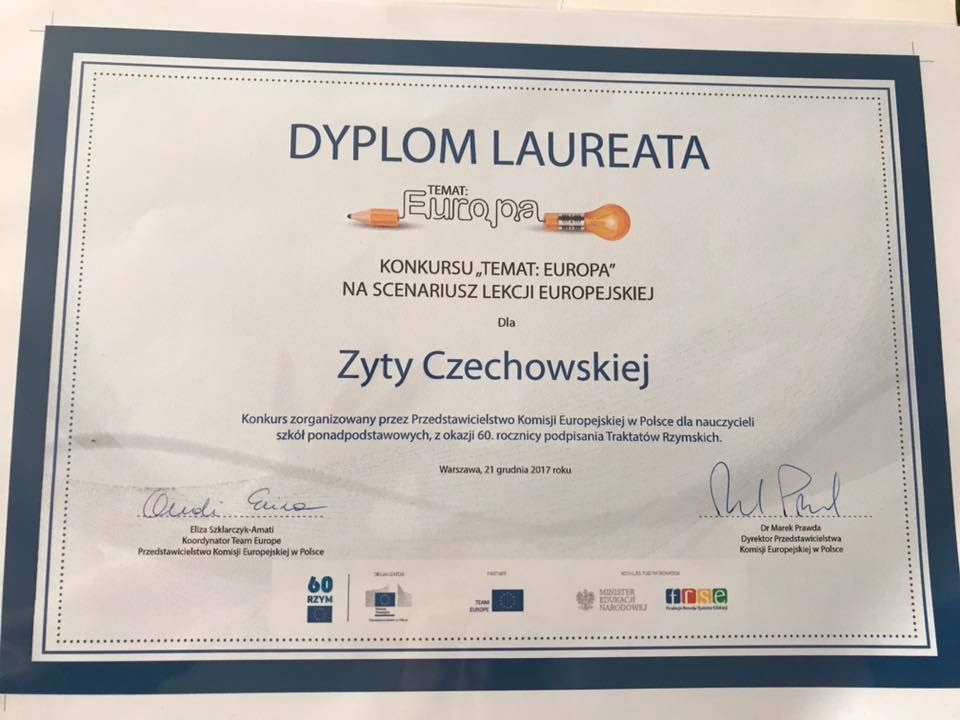 DYPLOM LAUREATA
TEMAT:
Europa
KONKURSU „TEMAT: EUROPA”
NA SCENARIUSZ LEKCJI EUROPEJSKIEJ
Dla
Zyty Czechowskiej
Konkurs zorganizowany przez Przedstawicielstwo Komisji Europejskiej w Polsce dla nauczycieli
szkół ponadpodstawowych, z okazji 60. rocznicy podpisania Traktatów Rzymskich.
Warszawa, 21 grudnia 2017 roku
Eliza Szklarczyk-Amati
Koordynator Team Europe
Przedstawicielstwo Komisji Europejskiej w Polsce
Dr Marek Prawda
Dyrektor Przedstawicielstwa
Komisji Europejskiej w Polsce
60
RZYM
ORGANIZATOR
PARTNER
TEAM
EUROPE
MINISTER
EDUKACJI
NARODOWEJ
frse